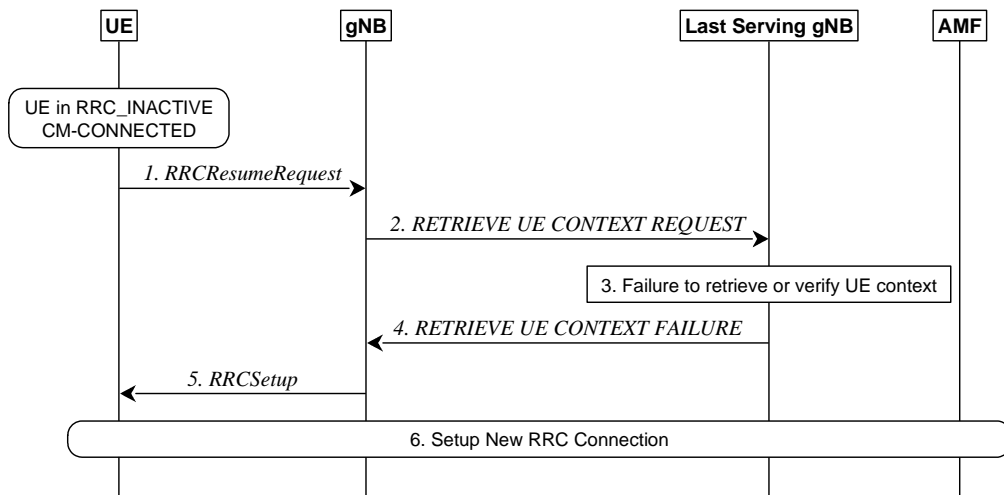 UE
gNB
Last Serving gNB
AMF
UE in RRC_INACTIVE
CM-CONNECTED
1. RRCResumeRequest
2. RETRIEVE UE CONTEXT REQUEST
3. Failure to retrieve or verify UE context
4. RETRIEVE UE CONTEXT FAILURE
5. RRCSetup
6. Setup New RRC Connection